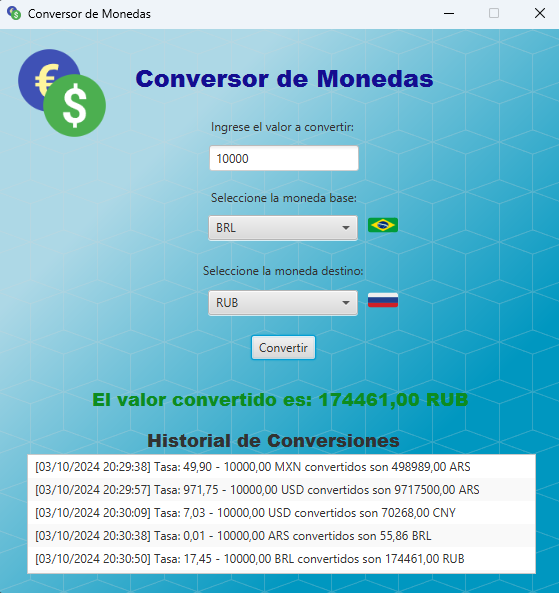 Conversor de Monedas
€
$
Conversor de Monedas
Ingrese el valor a convertir:
10000
Seleccione la moneda base:
BRL
Seleccione la moneda destino:
RUB
Convertir
El valor convertido es: 174461,00 RUB
Historial de Conversiones
[03/10/2024 20:29:38] Tasa: 49,90 - 10000,00 MXN convertidos son 498989,00 ARS
[03/10/2024 20:29:57] Tasa: 971,75 - 10000,00 USD convertidos son 9717500,00 ARS
[03/10/2024 20:30:09] Tasa: 7,03 - 10000,00 USD convertidos son 70268,00 CNY
[03/10/2024 20:30:38] Tasa: 0,01 - 10000,00 ARS convertidos son 55,86 BRL
[03/10/2024 20:30:50] Tasa: 17,45 - 10000,00 BRL convertidos son 174461,00 RUB